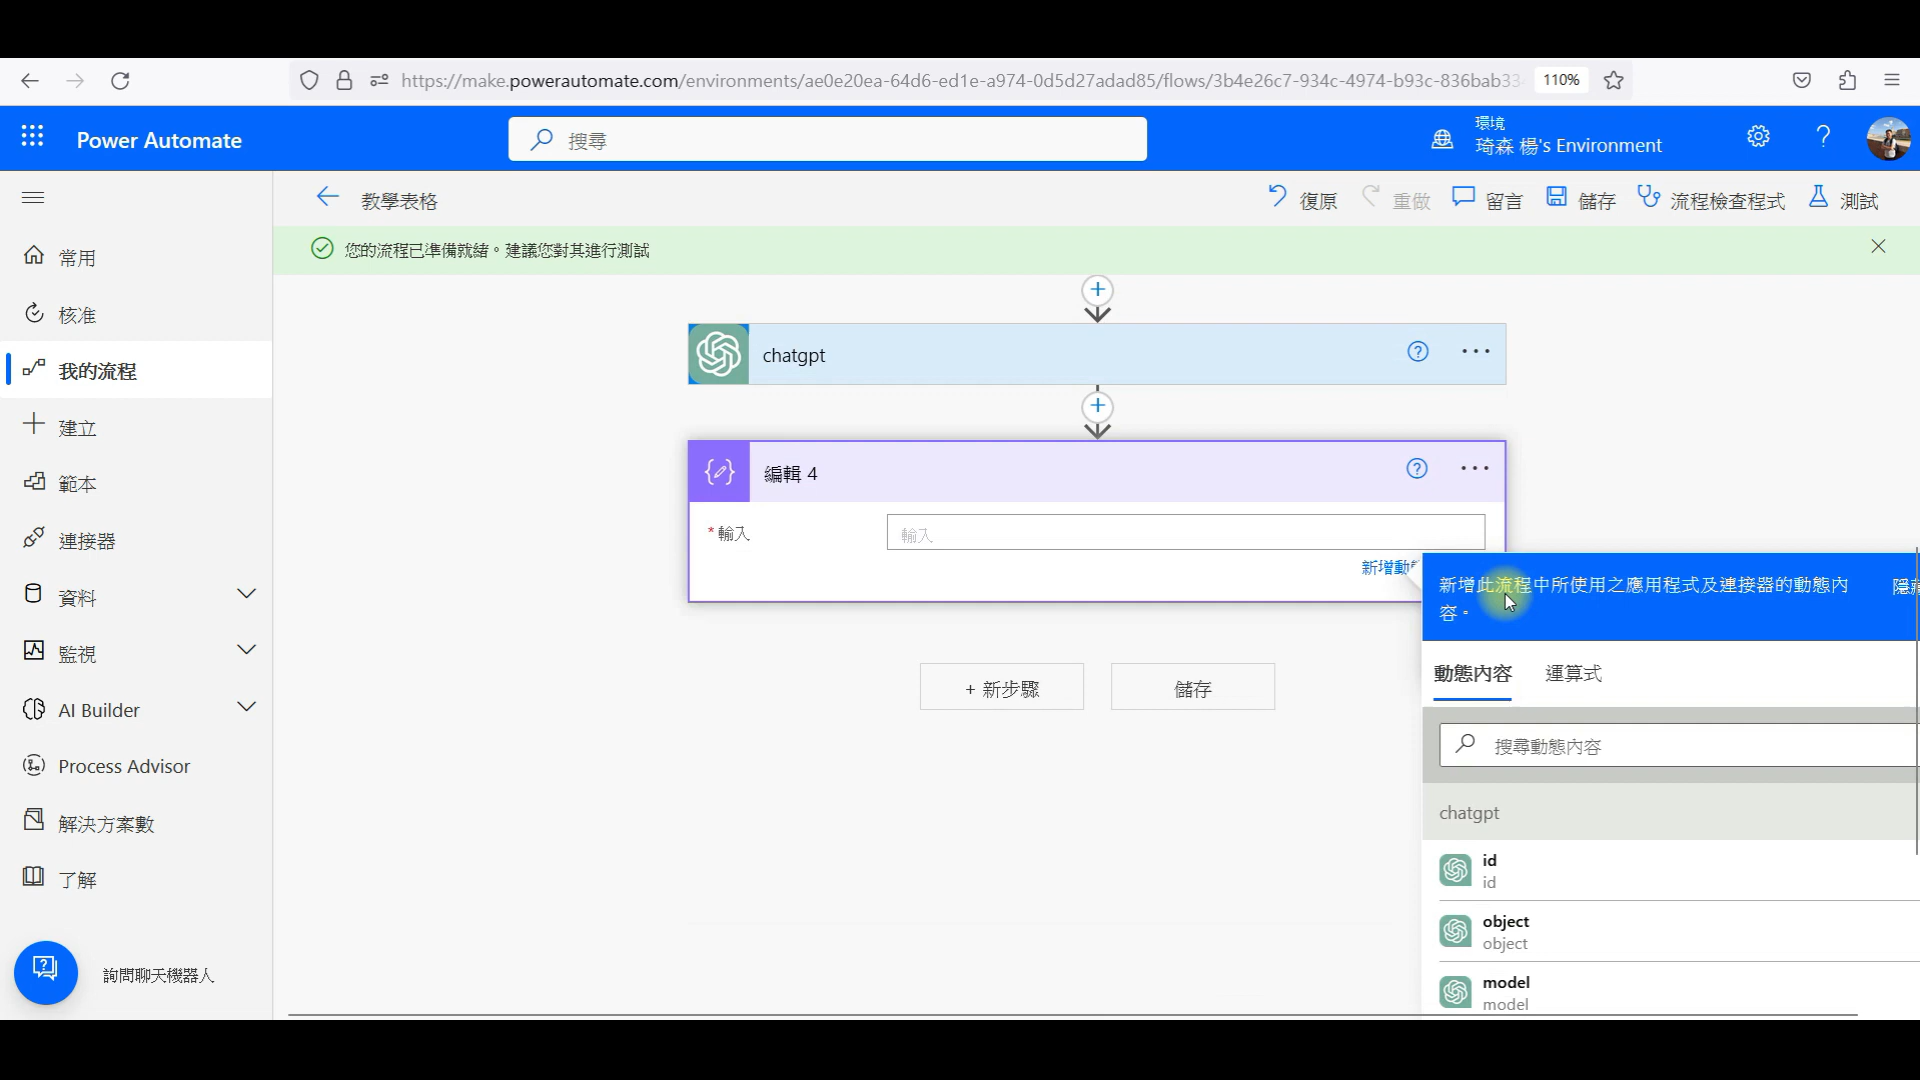 https://make.powerautomate.com/environments/ae0e20ea-64d6-ed1e-a974-0d5d27adad85/flows/3b4e26c7-934c-4974-b93c-836bab33
110%
Power Automate
搜尋
環境
琦森 楊's Environment
教學表格
復原
重做
留言
儲存
流程檢查程式
測試
您的流程已準備就緒。建議您對其進行測試
常用
核准
我的流程
建立
範本
連接器
資料
監視
AI Builder
Process Advisor
解決方案數
了解
詢問聊天機器人
chatgpt
編輯 4
*輸入
輸入
新增動
+ 新步驟
儲存
新增此流程中所使用之應用程式及連接器的動態內
容。
隱藏
動態內容
運算式
搜尋動態內容
chatgpt
id
id
object
object
model
model